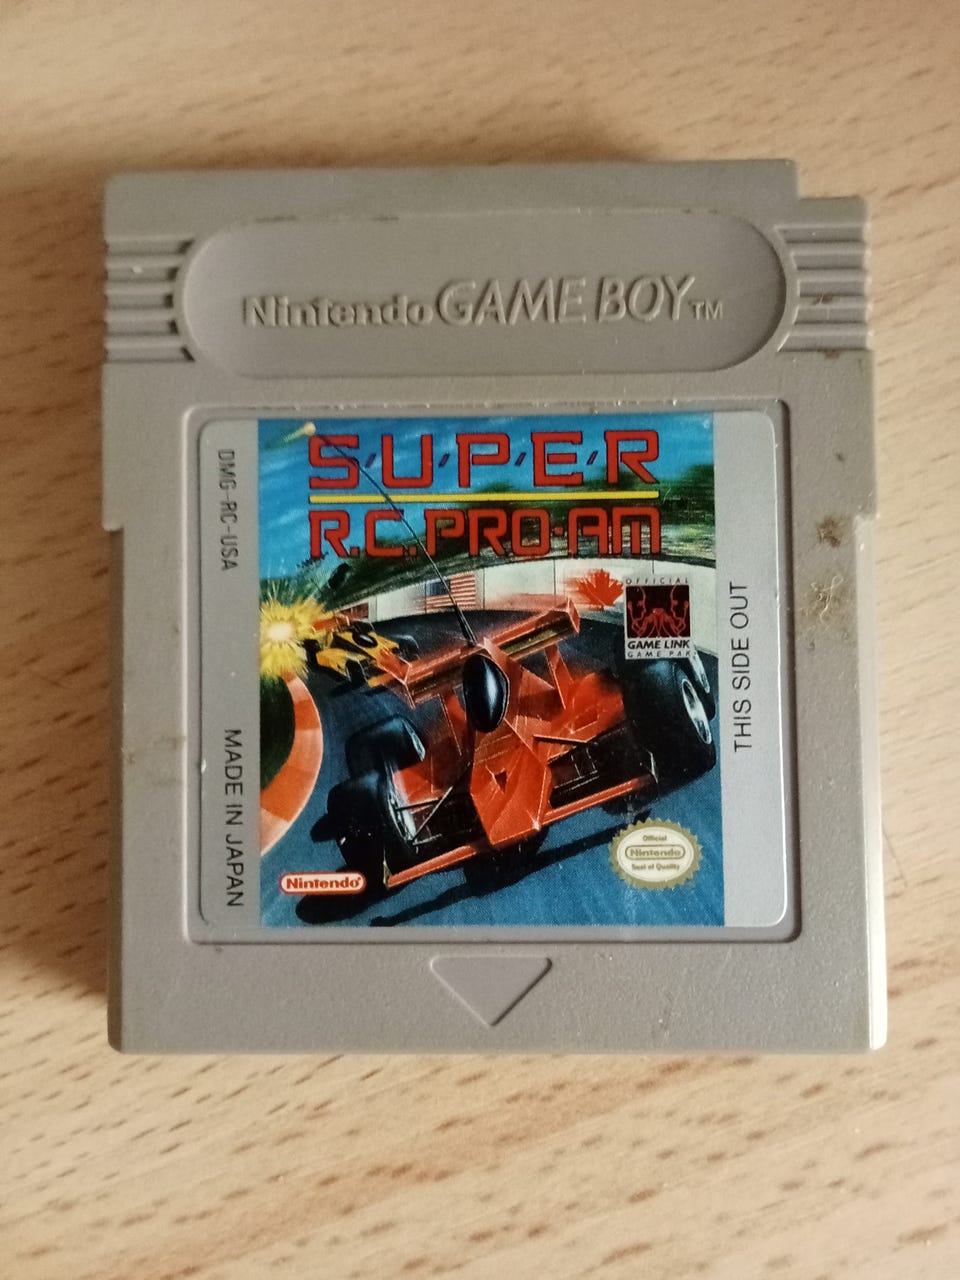 Nintendo GAME BOY TM
S·U·P·E·R
R.C. PRO-AM
OFFICIAL
GAME LINK
GAME PAK
DMG-RC-USA
MADE IN JAPAN
THIS SIDE OUT
Nintendo®
Official
Nintendo
Seal of Quality